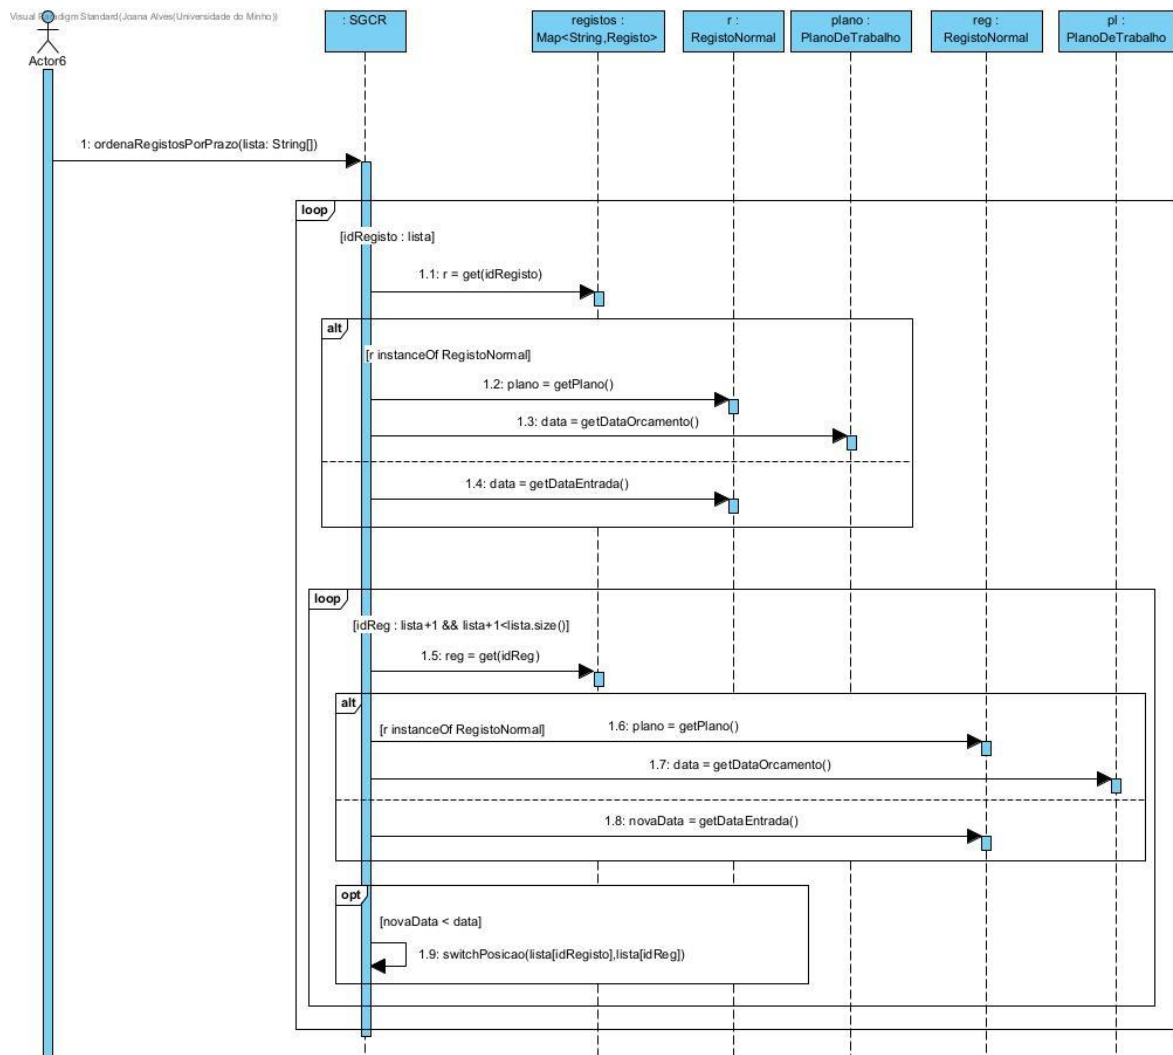 Visual Paradigm Standard(Joana Alves(Universidade do Minho))
Actor6
: SGCR
registos :
Map<String,Registo>
r :
RegistoNormal
plano :
PlanoDeTrabalho
reg :
RegistoNormal
pl :
PlanoDeTrabalho
1: ordenaRegistosPorPrazo(lista: String[])
loop
[idRegisto : lista]
1.1: r = get(idRegisto)
alt
[r instanceOf RegistoNormal]
1.2: plano = getPlano()
1.3: data = getDataOrcamento()
1.4: data = getDataEntrada()
loop
[idReg : lista+1 && lista+1<lista.size()]
1.5: reg = get(idReg)
alt
[r instanceOf RegistoNormal]
1.6: plano = getPlano()
1.7: data = getDataOrcamento()
1.8: novaData = getDataEntrada()
opt
[novaData < data]
1.9: switchPosicao(lista[idRegisto],lista[idReg])